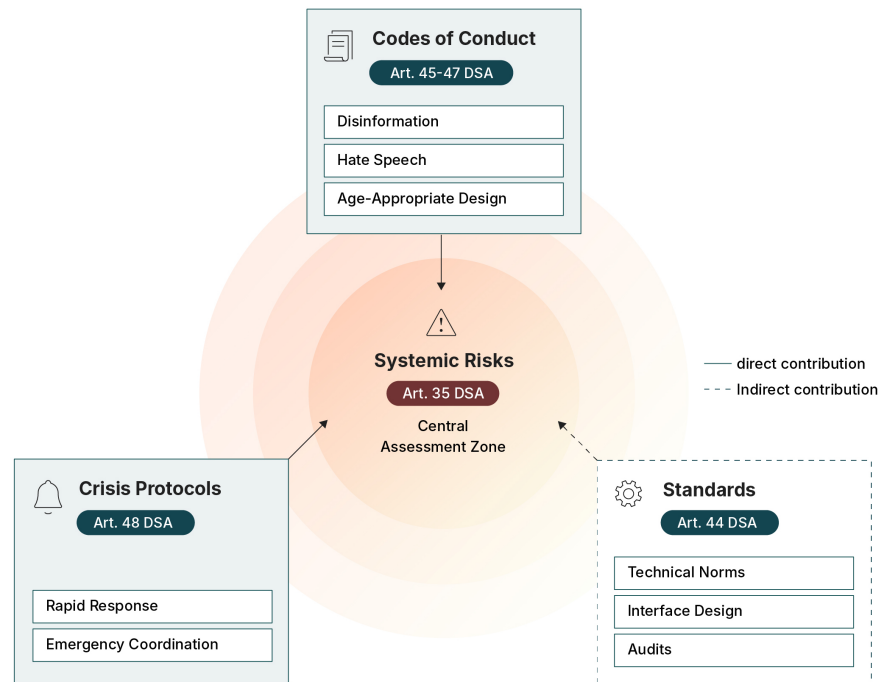 Codes of Conduct
Art. 45-47 DSA
Disinformation
Hate Speech
Age-Appropriate Design
Systemic Risks
Art. 35 DSA
Central
Assessment Zone
direct contribution
Indirect contribution
Crisis Protocols
Art. 48 DSA
Rapid Response
Emergency Coordination
Standards
Art. 44 DSA
Technical Norms
Interface Design
Audits